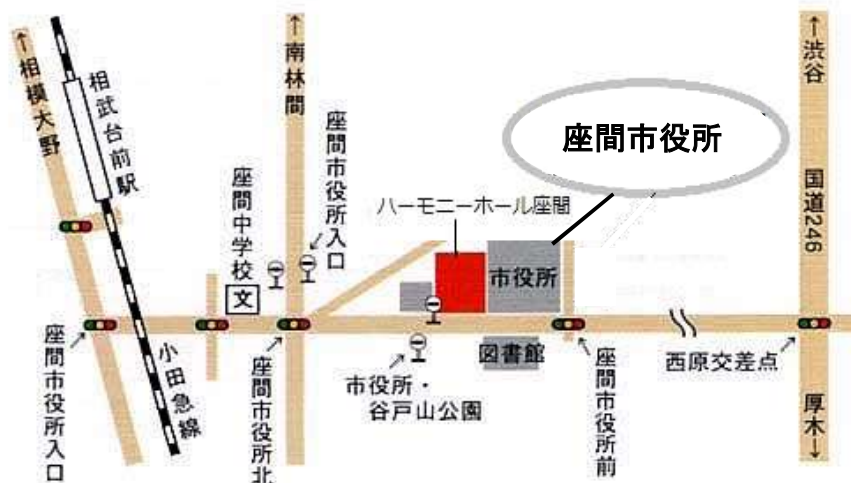 ↑相模大野
相武台前駅
↑南林間
座間市役所入口
座間中学校
文
ハーモニーホール座間
座間市役所
市役所
↑渋谷
国道246
座間市役所入口
小田急線
座間市役所北
市役所・
谷戸山公園
図書館
座間市役所前
西原交差点
厚木↓